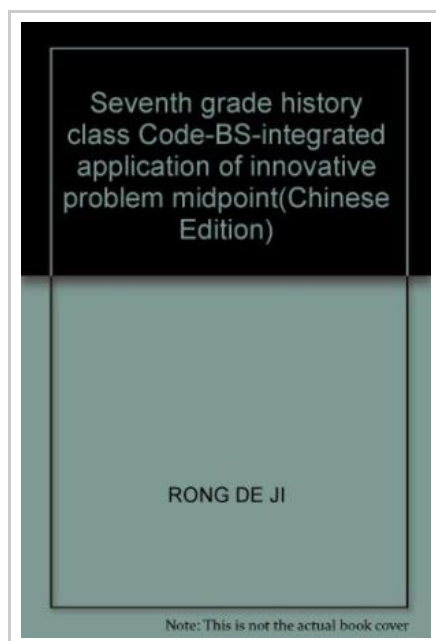 Seventh grade history
class Code-BS-integrated
application of innovative
problem midpoint(Chinese
Edition)
RONG DE JI
Note: This is not the actual book cover